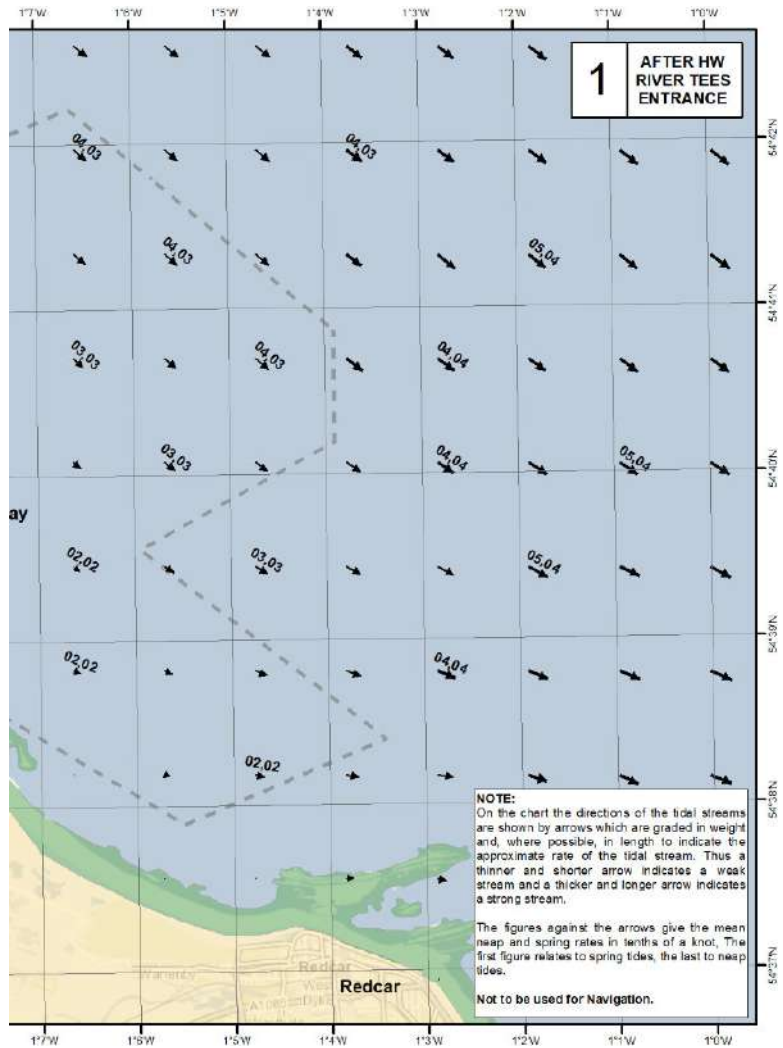 1°7'W 1°6'W 1°5'W 1°4'W 1°3'W 1°2'W 1°1'W 1°0'W
1
AFTER HW
RIVER TEES
ENTRANCE
54°42'N
04,03 04,03
04,03 05,04
54°41'N
03,03 04,03 04,04
03,03 04,04 05,04
54°40'N
ay
02,02 03,03 05,04
54°39'N
02,02 04,04
02,02
54°38'N
NOTE:
On the chart the directions of the tidal streams
are shown by arrows which are graded in weight
and, where possible, in length to indicate the
approximate rate of the tidal stream. Thus a
thinner and shorter arrow indicates a weak
stream and a thicker and longer arrow indicates
a strong stream.
The figures against the arrows give the mean
neap and spring rates in tenths of a knot, The
first figure relates to spring tides, the last to neap
tides.
Not to be used for Navigation.
54°37'N
Warrenby
Redcar
West
Redcar
1°7'W 1°6'W 1°5'W 1°4'W 1°3'W 1°2'W 1°1'W 1°0'W